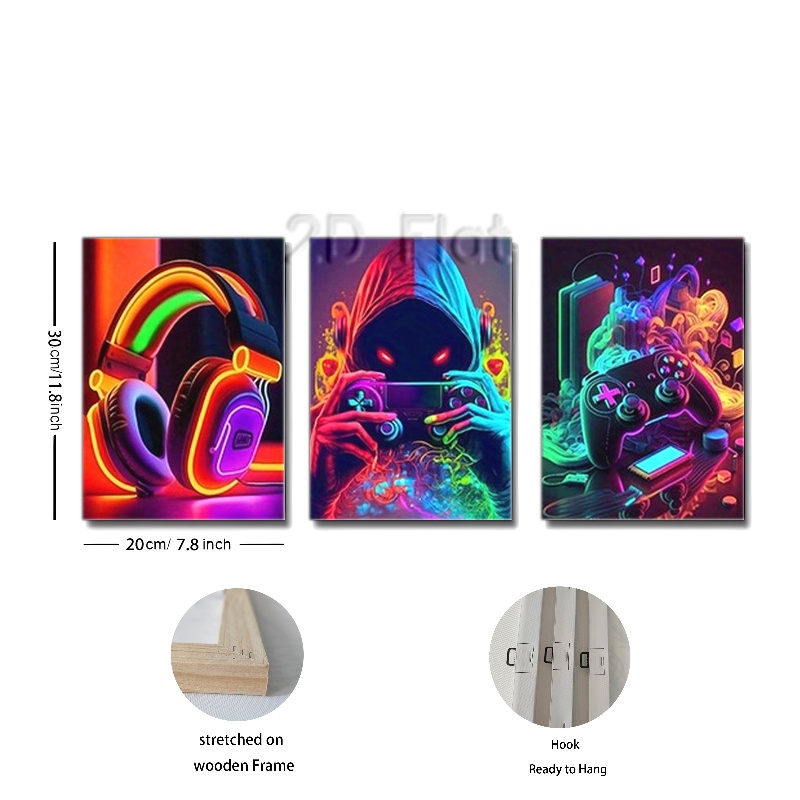 2D Flat
30cm/11.8inch
20cm/ 7.8 inch
stretched on
wooden Frame
Hook
Ready to Hang